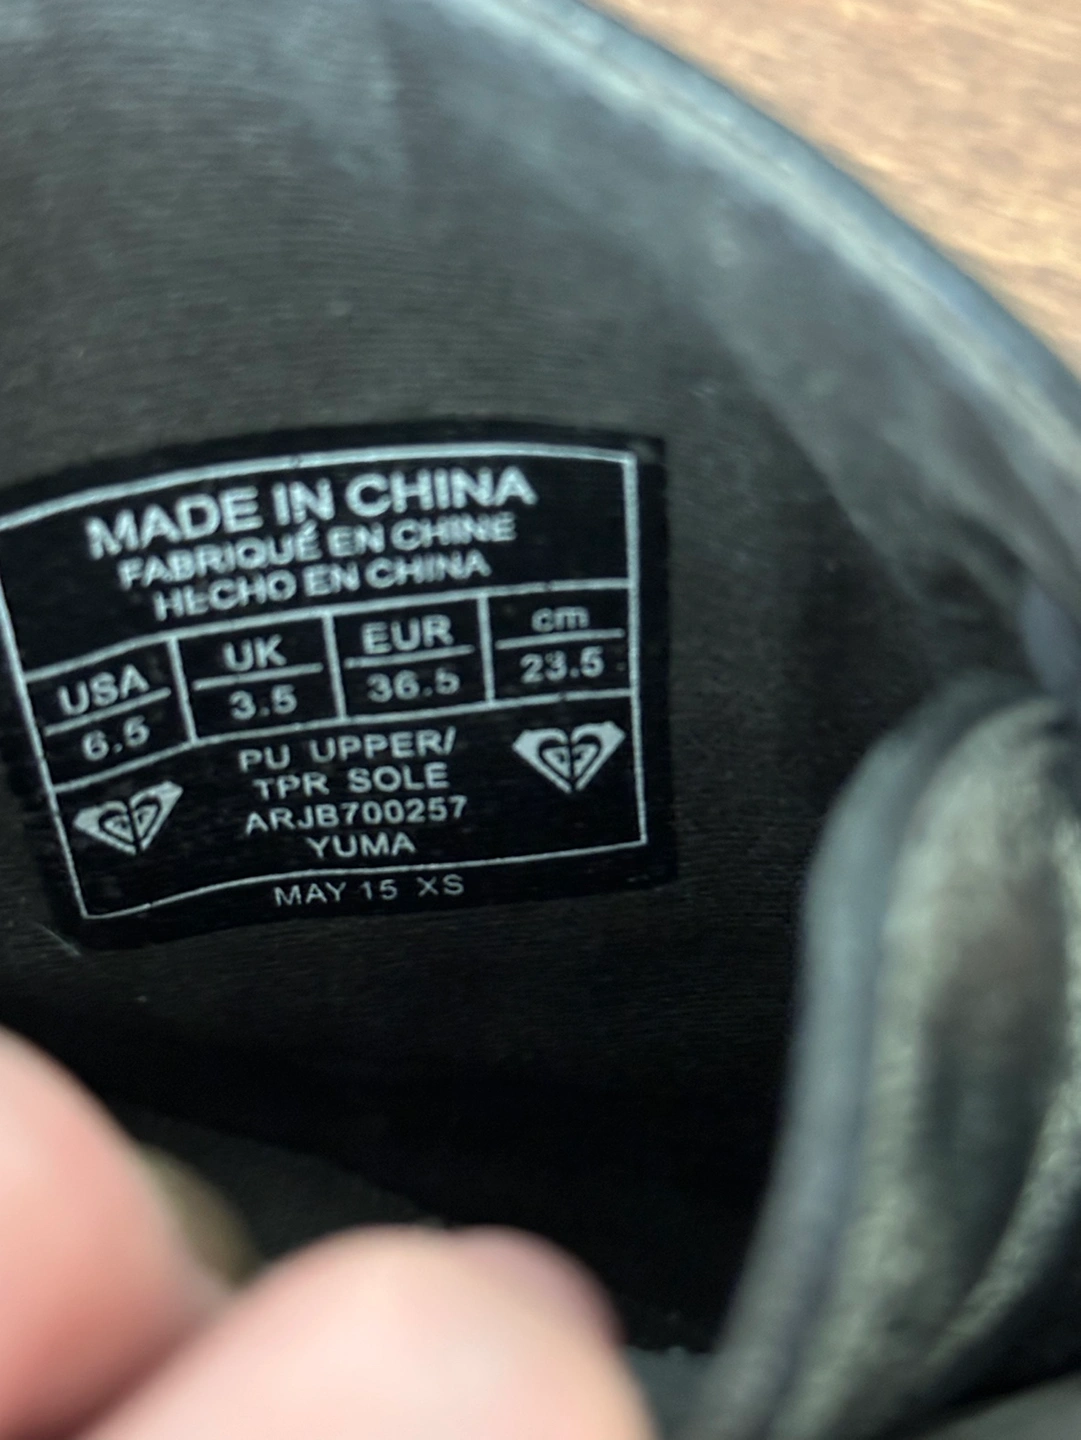 MADE IN CHINA
FABRIQUÉ EN CHINE
HECHO EN CHINA
USA UK EUR cm
6.5 3.5 36.5 23.5
PU UPPER/
TPR SOLE
ARJB700257
YUMA
MAY 15 XS